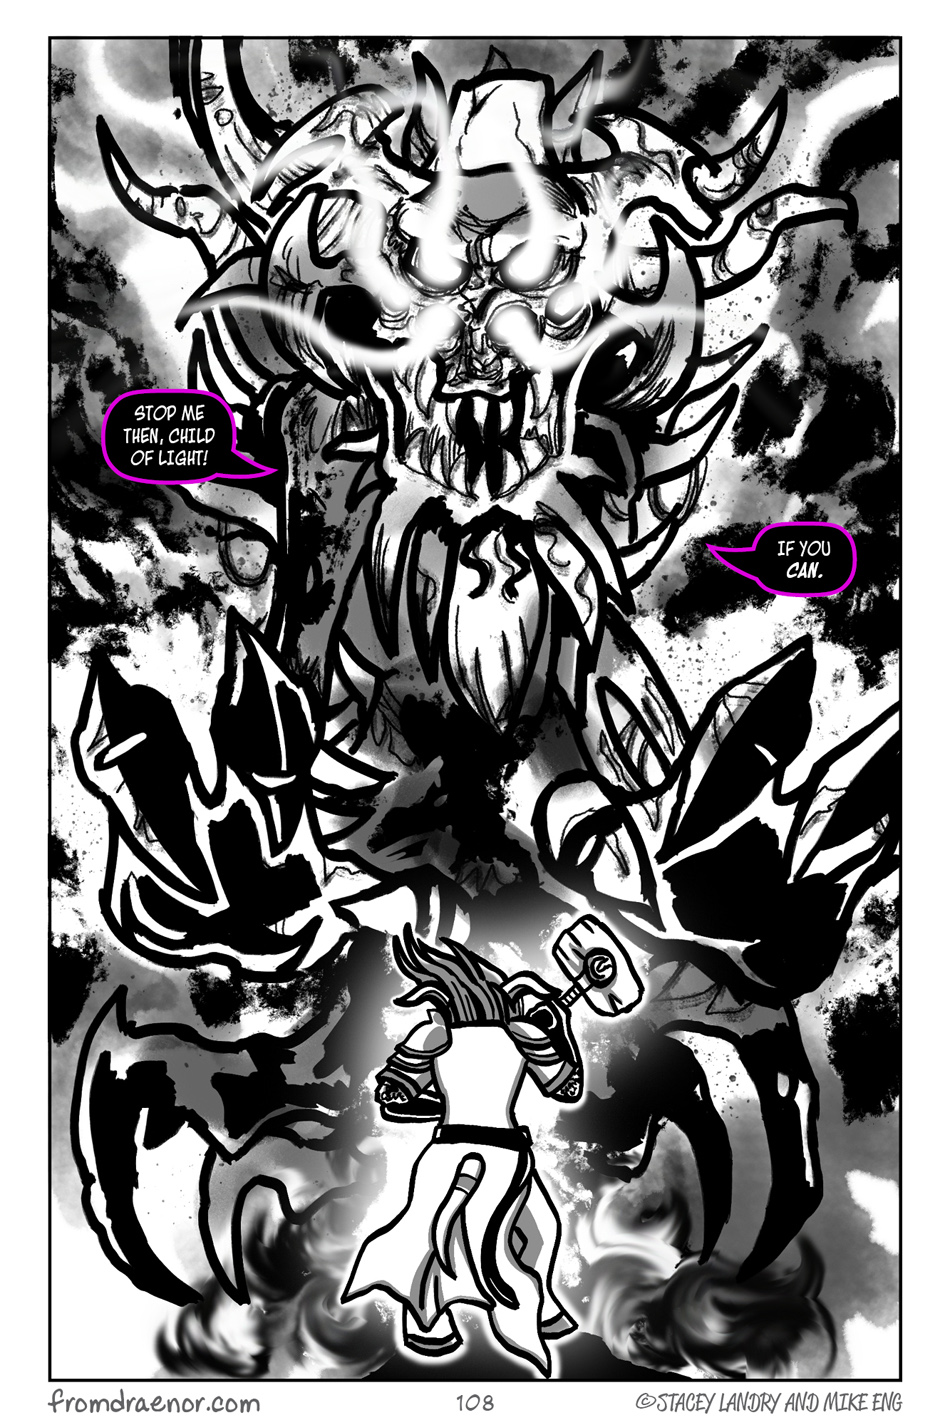 STOP ME
THEN, CHILD
OF LIGHT!
IF YOU
CAN.
fromdraenor.com
108
©STACEY LANDRY AND MIKE ENG